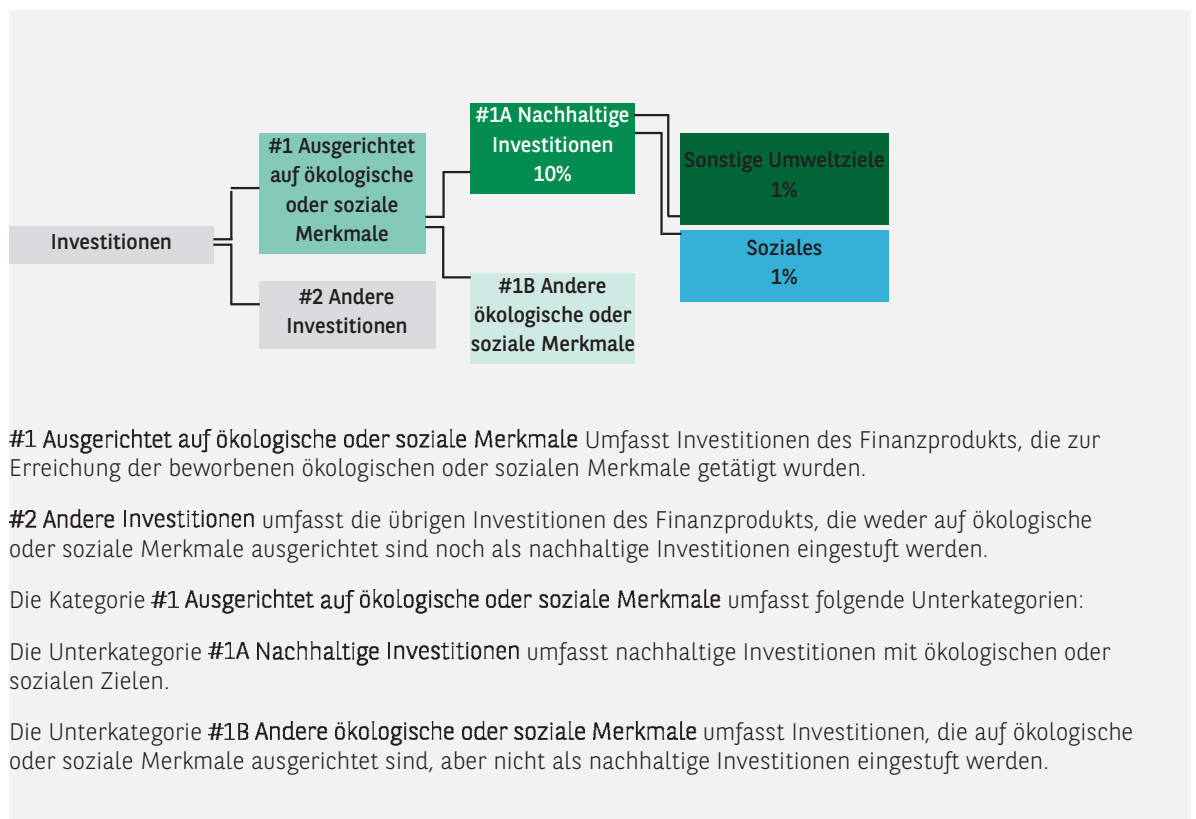 #1A Nachhaltige
Investitionen
10%
#1 Ausgerichtet
auf ökologische
oder soziale
Merkmale
Sonstige Umweltziele
1%
Investitionen
Soziales
1%
#2 Andere
Investitionen
#1B Andere
ökologische oder
soziale Merkmale
#1 Ausgerichtet auf ökologische oder soziale Merkmale Umfasst Investitionen des Finanzprodukts, die zur
Erreichung der beworbenen ökologischen oder sozialen Merkmale getätigt wurden.
#2 Andere Investitionen umfasst die übrigen Investitionen des Finanzprodukts, die weder auf ökologische
oder soziale Merkmale ausgerichtet sind noch als nachhaltige Investitionen eingestuft werden.
Die Kategorie #1 Ausgerichtet auf ökologische oder soziale Merkmale umfasst folgende Unterkategorien:
Die Unterkategorie #1A Nachhaltige Investitionen umfasst nachhaltige Investitionen mit ökologischen oder
sozialen Zielen.
Die Unterkategorie #1B Andere ökologische oder soziale Merkmale umfasst Investitionen, die auf ökologische
oder soziale Merkmale ausgerichtet sind, aber nicht als nachhaltige Investitionen eingestuft werden.